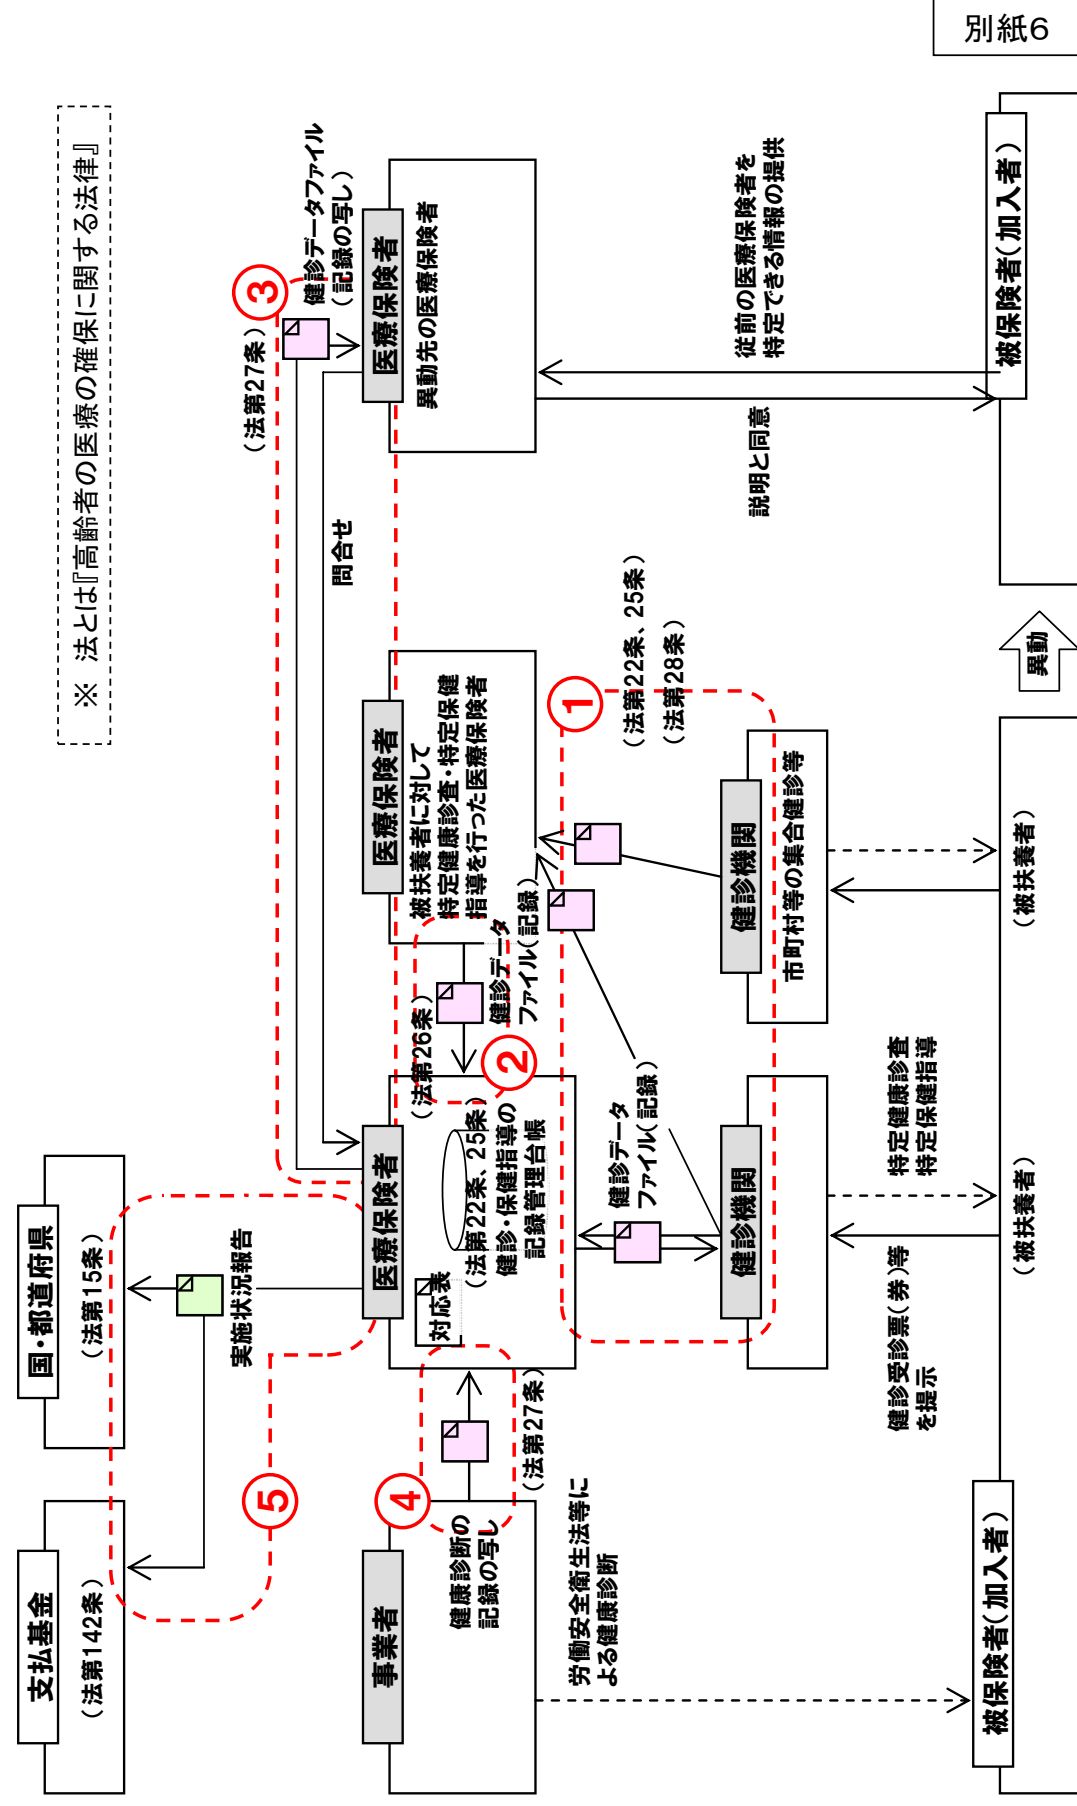 別紙6
※ 法とは『高齢者の医療の確保に関する法律』
支払基金
(法第142条)
国・都道府県
(法第15条)
実施状況報告
⑤
③
(法第27条)
健診データファイル
(記録の写し)
問合せ
事業者
健康診断の
記録の写し
④
(法第27条)
労働安全衛生法等に
よる健康診断
医療保険者
対応表
(法第22条、25条)
健診・保健指導の
記録管理台帳
(法第26条)
②
健診データ
ファイル(記録)
医療保険者
被扶養者に対して
特定健康診査・特定保健
指導を行った医療保険者
医療保険者
異動先の医療保険者
①
(法第22条、25条)
(法第28条)
健診データ
ファイル(記録)
健診機関
健診機関
市町村等の集合健診等
説明と同意
従前の医療保険者を
特定できる情報の提供
健診受診票(券)等
を提示
特定健康診査
特定保健指導
被保険者(加入者)
(被扶養者)
(被扶養者)
異動
被保険者(加入者)